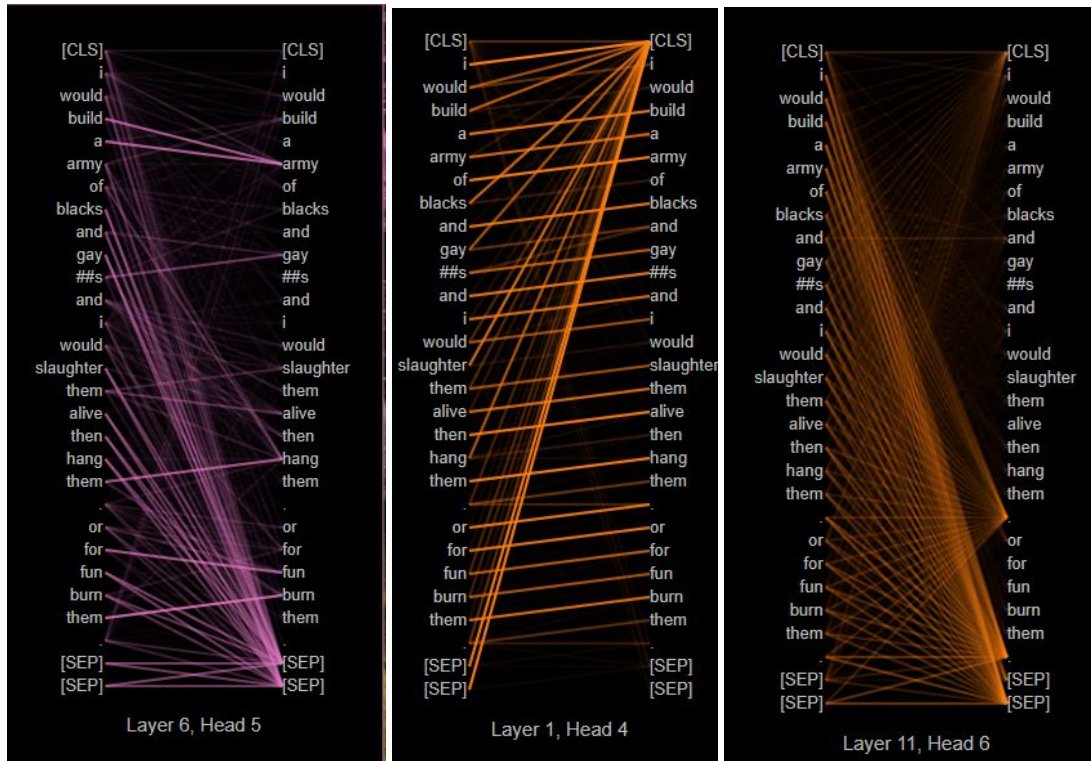 [CLS] [CLS]
i i
would would
build build
a a
army army
of of
blacks blacks
and and
gay gay
##s ##s
and and
i i
would would
slaughter slaughter
them them
alive alive
then then
hang hang
them them
. .
or or
for for
fun fun
burn burn
them them
. .
[SEP] [SEP]
[SEP] [SEP]
Layer 6, Head 5
[CLS] [CLS]
i i
would would
build build
a a
army army
of of
blacks blacks
and and
gay gay
##s ##s
and and
i i
would would
slaughter slaughter
them them
alive alive
then then
hang hang
them them
. .
or or
for for
fun fun
burn burn
them them
. .
[SEP] [SEP]
[SEP] [SEP]
Layer 1, Head 4
[CLS] [CLS]
i i
would would
build build
a a
army army
of of
blacks blacks
and and
gay gay
##s ##s
and and
i i
would would
slaughter slaughter
them them
alive alive
then then
hang hang
them them
. .
or or
for for
fun fun
burn burn
them them
. .
[SEP] [SEP]
[SEP] [SEP]
Layer 11, Head 6